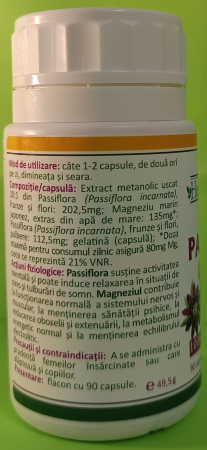 Mod de utilizare: câte 1-2 capsule, de două ori
pe zi, dimineața și seara.
Compoziție/capsulă: Extract metanolic uscat
10:1 din Passiflora (Passiflora incarnata),
frunze și flori: 202,5mg; Magneziu marin
japonez, extras din apă de mare: 135mg*;
Passiflora (Passiflora incarnata), frunze și flori,
pulbere: 112,5mg; gelatină (capsula); *Doza
maximă pentru consumul zilnic asigură 80mg Mg,
ceea ce reprezintă 21% VNR.
Acțiuni fiziologice: Passiflora susține activitatea
mentală și poate induce relaxarea în situații de
stres și tulburări de somn. Magneziul contribuie
la funcționarea normală a sistemului nervos și
muscular, la menținerea sănătății psihice, la
reducerea oboselii și extenuării, la metabolismul
energetic normal și la menținerea echilibrului
electrolitic.
Precauții și contraindicații: A se administra cu
prudență femeilor însărcinate sau care
alăptează și copiilor.
Prezentare: flacon cu 90 capsule. ℮ 49,5g
PA